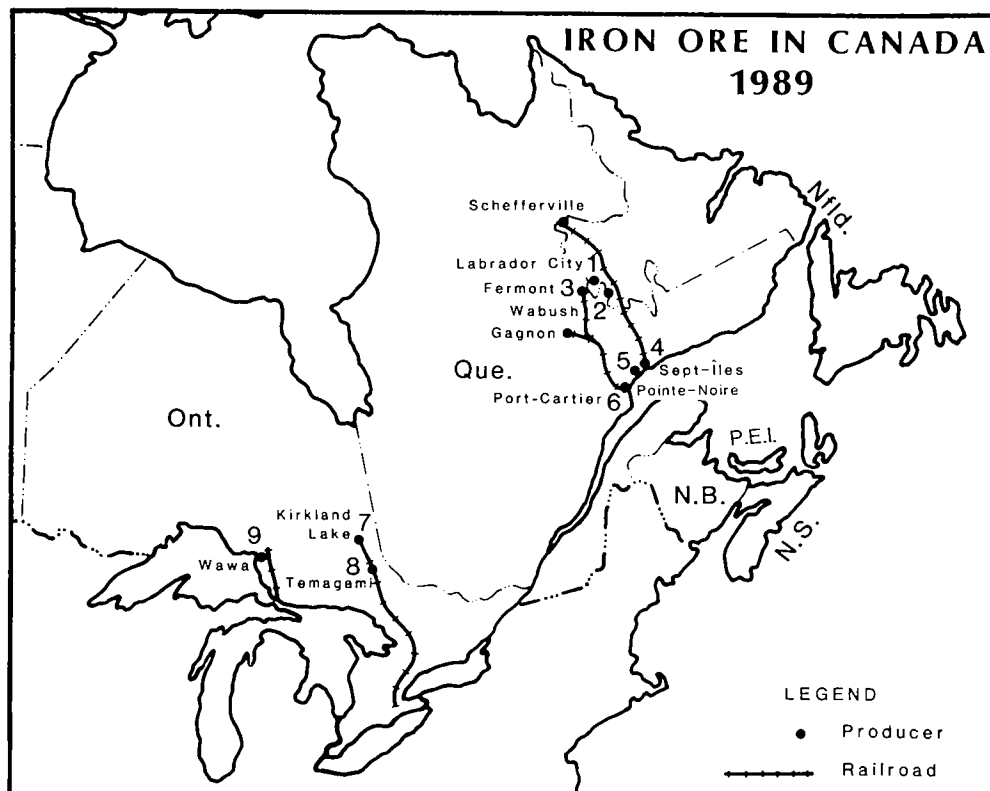 IRON ORE IN CANADA
1989
Nfld.
Schefferville
Labrador City 1
Fermont 3
Wabush 2
Gagnon
Que.
4
5
Sept-Îles
Pointe-Noire
Port-Cartier 6
Ont.
P.E.I.
N.B.
N.S.
Kirkland 7
Lake
8
Temagami
9
Wawa
LEGEND
Producer
Railroad